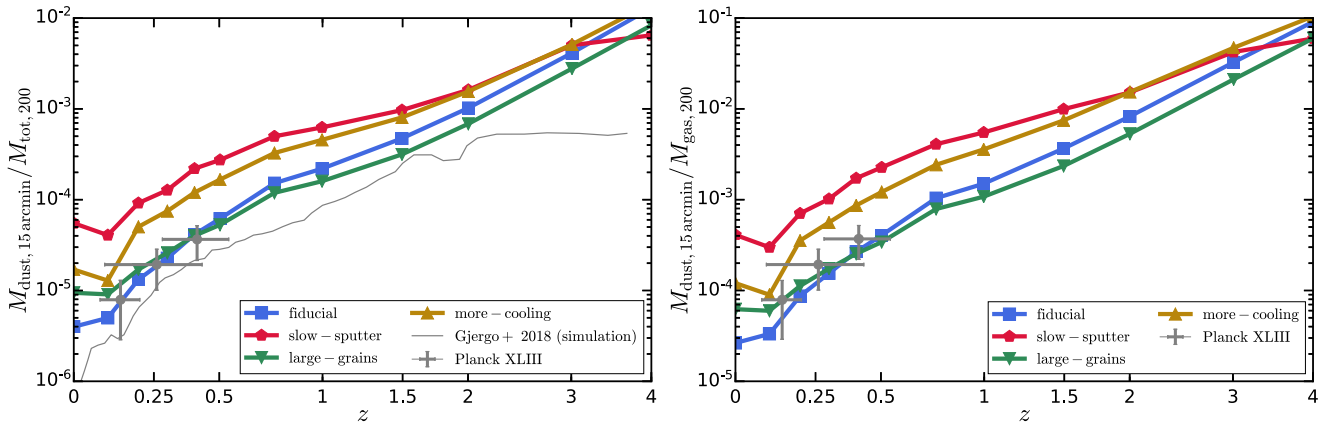 10⁻²
10⁻³
10⁻⁴
10⁻⁵
10⁻⁶
M_dust, 15 arcmin / M_tot, 200
fiducial
slow−sputter
large−grains
more−cooling
Gjergo+ 2018 (simulation)
Planck XLIII
0 0.25 0.5 1 1.5 2 3 4
z
10⁻¹
10⁻²
10⁻³
10⁻⁴
10⁻⁵
M_dust, 15 arcmin / M_gas, 200
fiducial
slow−sputter
large−grains
more−cooling
Planck XLIII
0 0.25 0.5 1 1.5 2 3 4
z